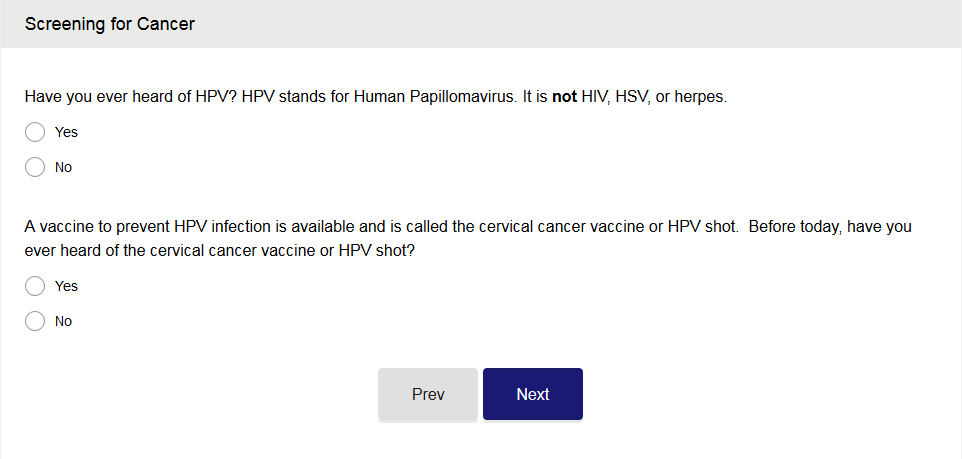 Screening for Cancer
Have you ever heard of HPV? HPV stands for Human Papillomavirus. It is not HIV, HSV, or herpes.
Yes
No
A vaccine to prevent HPV infection is available and is called the cervical cancer vaccine or HPV shot.  Before today, have you
ever heard of the cervical cancer vaccine or HPV shot?
Yes
No
Prev
Next